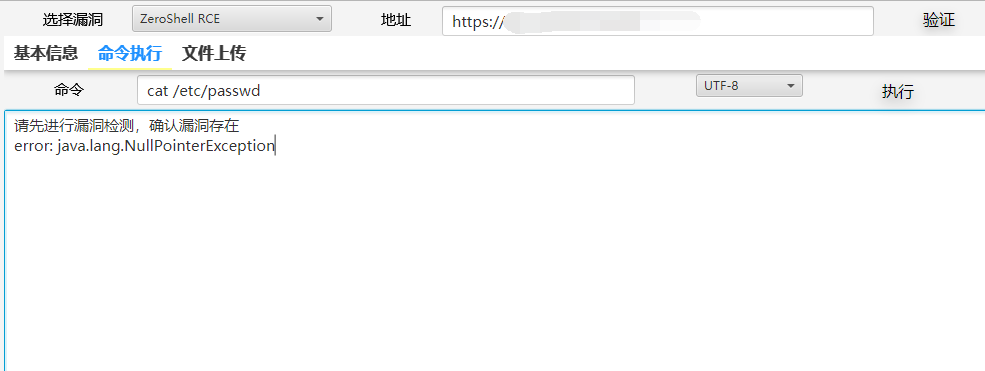 选择漏洞 ZeroShell RCE 地址 https:// 验证
基本信息 命令执行 文件上传
命令 cat /etc/passwd UTF-8 执行
请先进行漏洞检测，确认漏洞存在
error: java.lang.NullPointerException